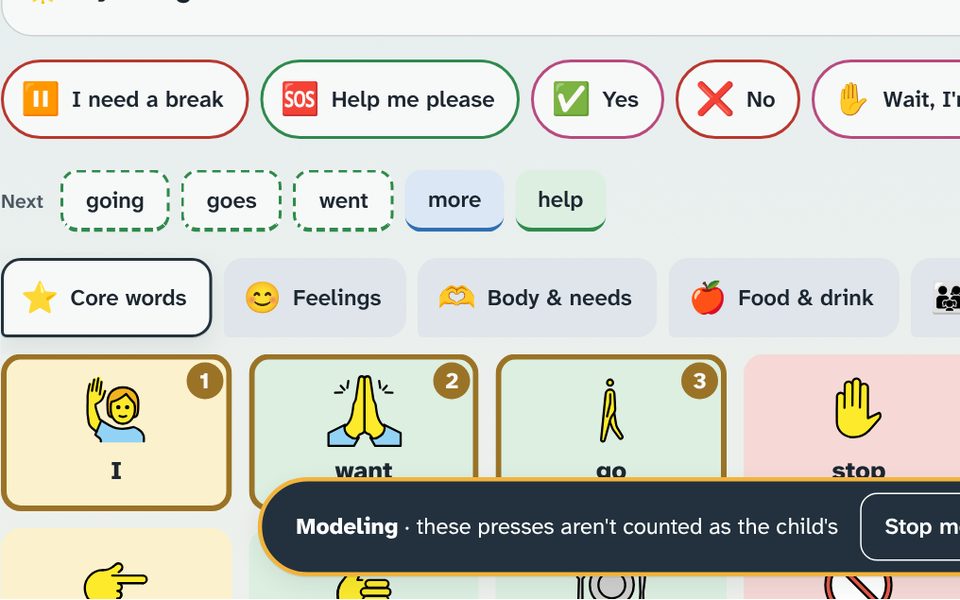 I need a break
SOS
Help me please
Yes
No
Wait,
Next
going
goes
went
more
help
Core words
Feelings
Body & needs
Food & drink
1
2
3
I
want
go
stop
Modeling · these presses aren't counted as the child's
Stop